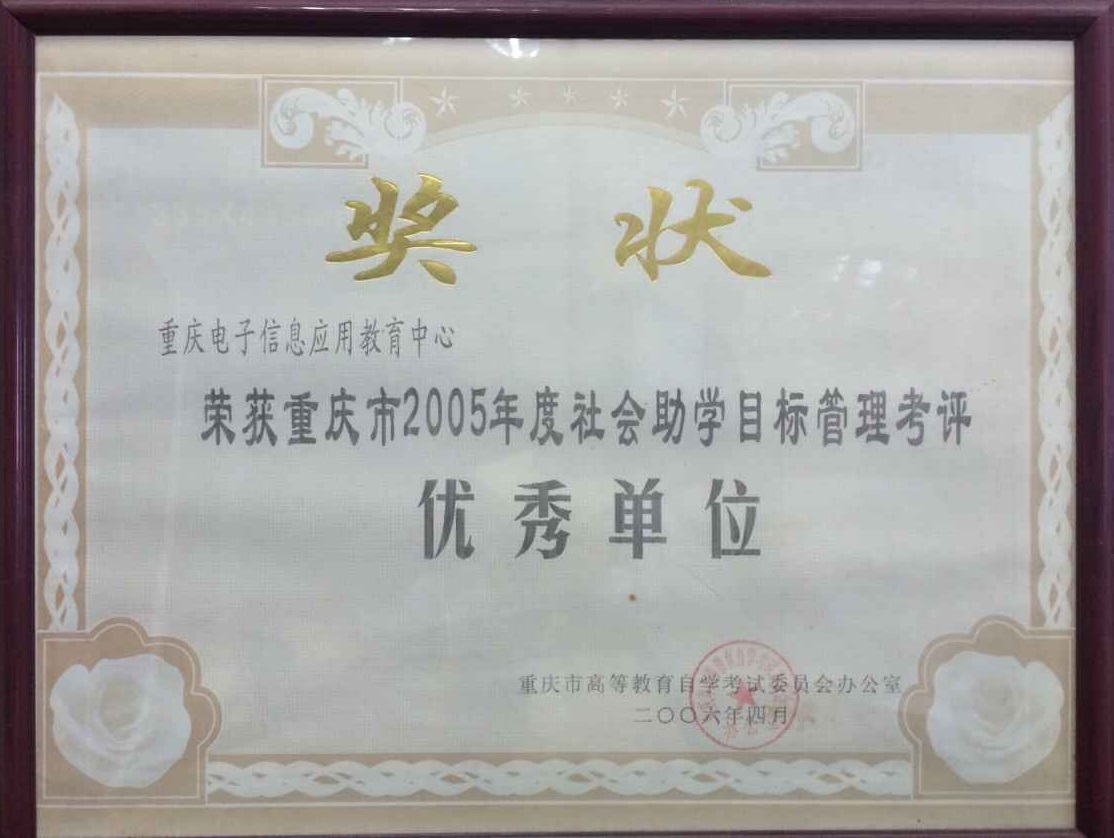 奖状
重庆电子信息应用教育中心
荣获重庆市2005年度社会助学目标管理考评
优秀单位
重庆市高等教育自学考试委员会办公室
二〇〇六年四月